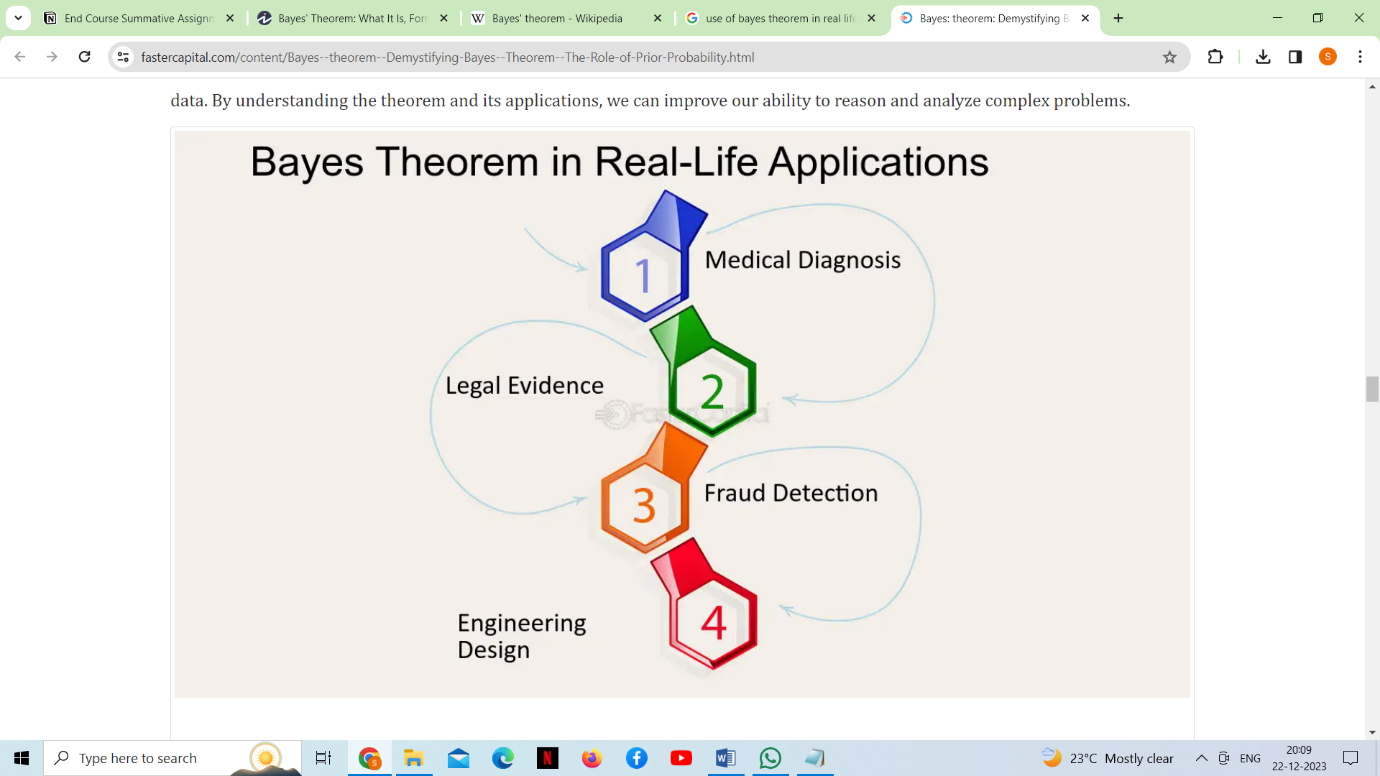 End Course Summative Assignm
Bayes' Theorem: What It Is, Forr
W Bayes' theorem - Wikipedia
G use of bayes theorem in real life
Bayes: theorem: Demystifying B
fastercapital.com/content/Bayes--theorem--Demystifying-Bayes--Theorem--The-Role-of-Prior-Probability.html
S
data. By understanding the theorem and its applications, we can improve our ability to reason and analyze complex problems.
Bayes Theorem in Real-Life Applications
1
Medical Diagnosis
Legal Evidence
2
3
Fraud Detection
Engineering
Design
4
Type here to search
23°C Mostly clear
ENG
20:09
22-12-2023